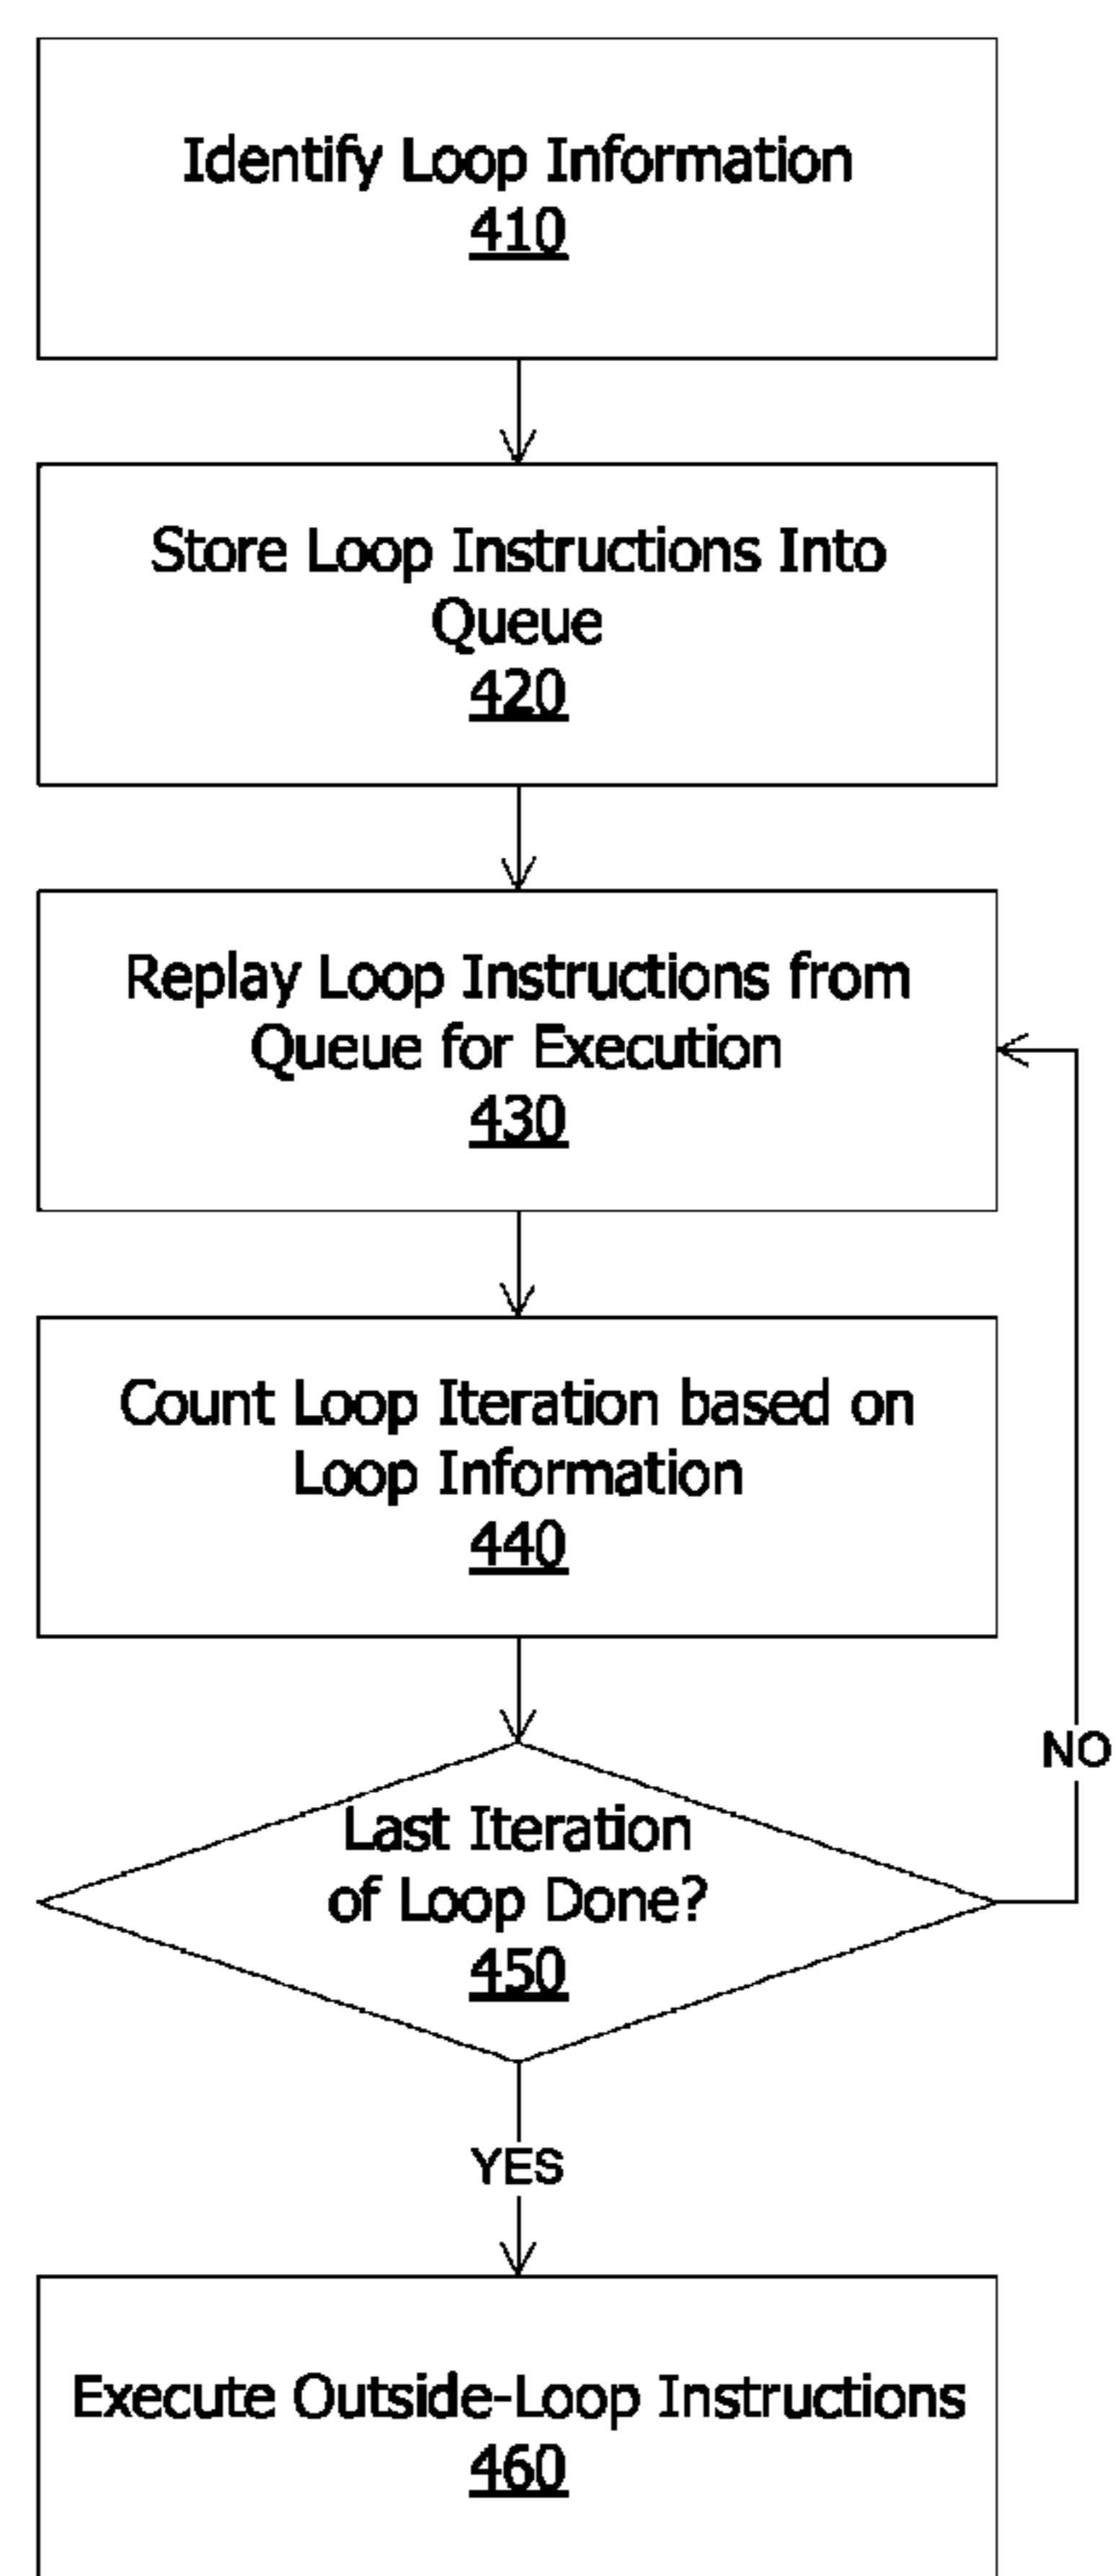 Identify Loop Information
410
Store Loop Instructions Into
Queue
420
Replay Loop Instructions from
Queue for Execution
430
Count Loop Iteration based on
Loop Information
440
NO
Last Iteration
of Loop Done?
450
YES
Execute Outside-Loop Instructions
460